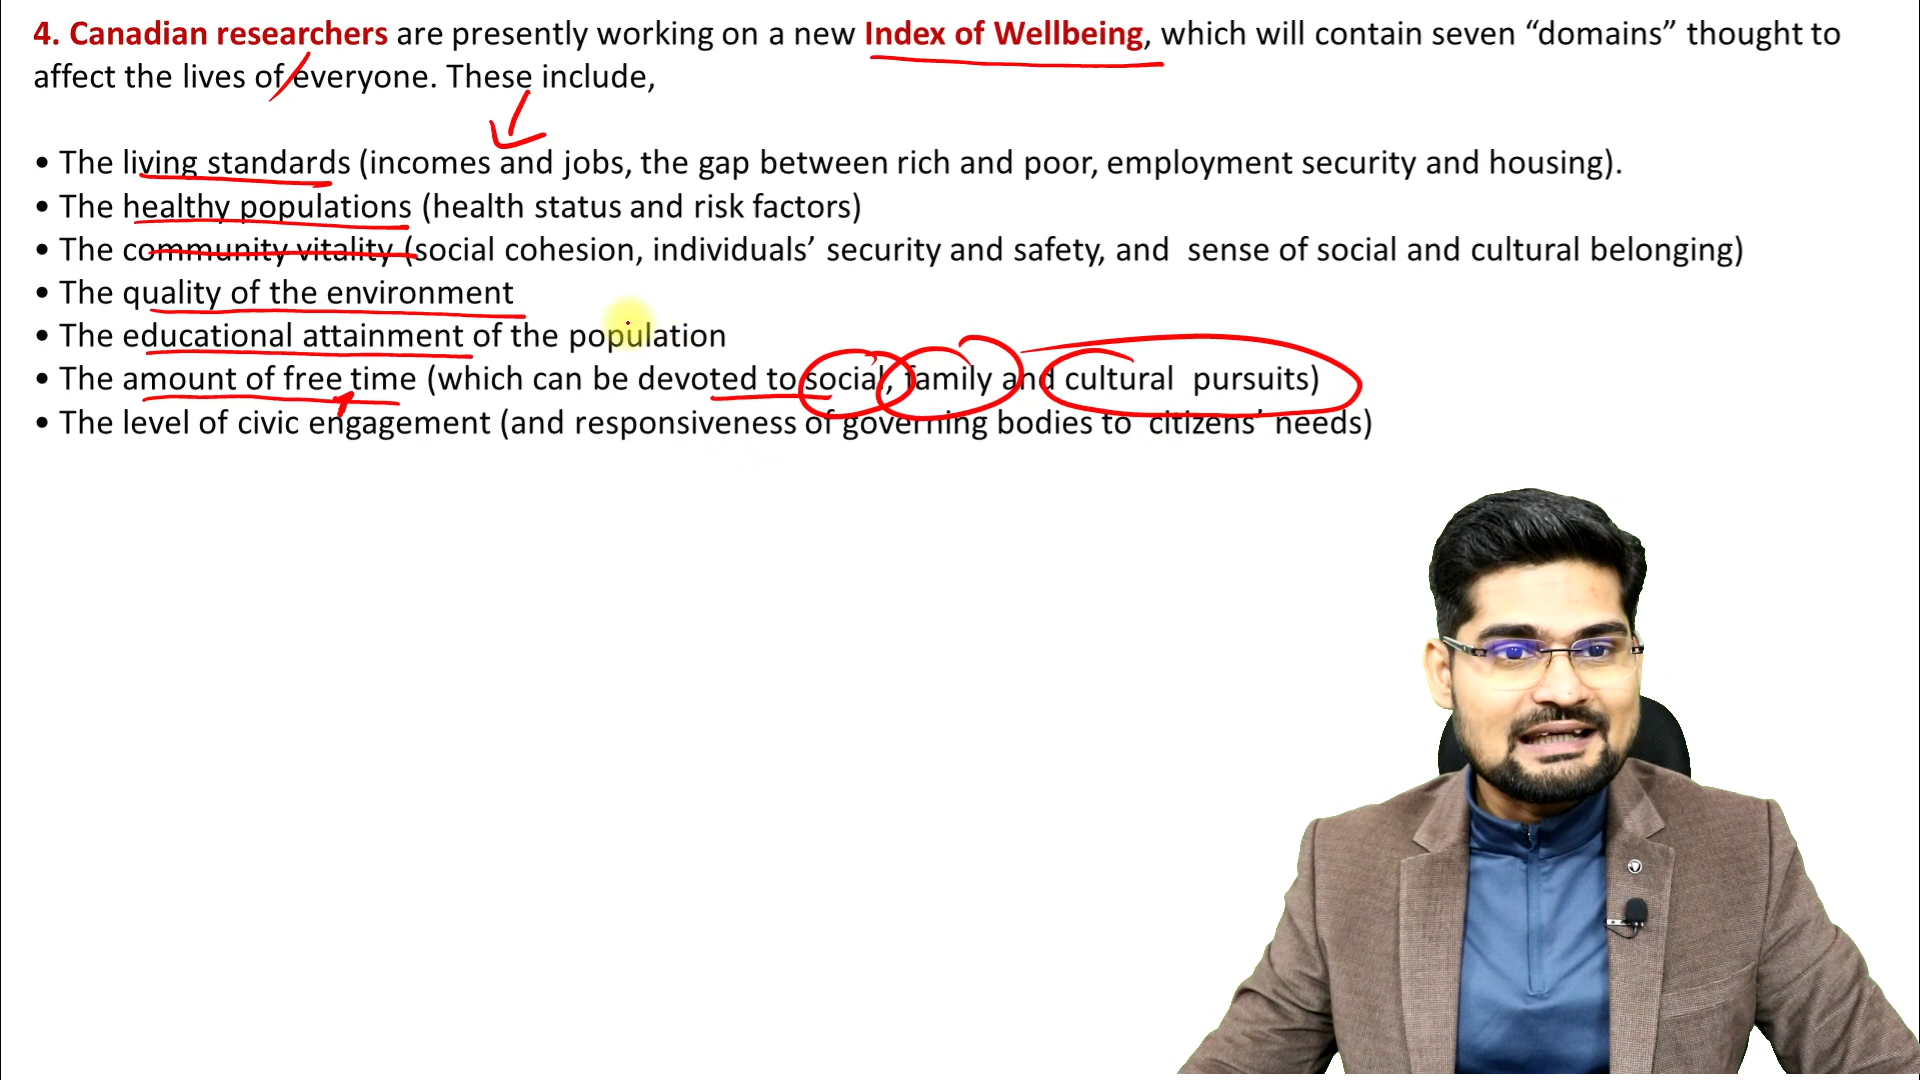 4. Canadian researchers are presently working on a new Index of Wellbeing, which will contain seven “domains” thought to
affect the lives of everyone. These include,
• The living standards (incomes and jobs, the gap between rich and poor, employment security and housing).
• The healthy populations (health status and risk factors)
• The community vitality (social cohesion, individuals’ security and safety, and sense of social and cultural belonging)
• The quality of the environment
• The educational attainment of the population
• The amount of free time (which can be devoted to social, family and cultural pursuits)
• The level of civic engagement (and responsiveness of governing bodies to citizens’ needs)